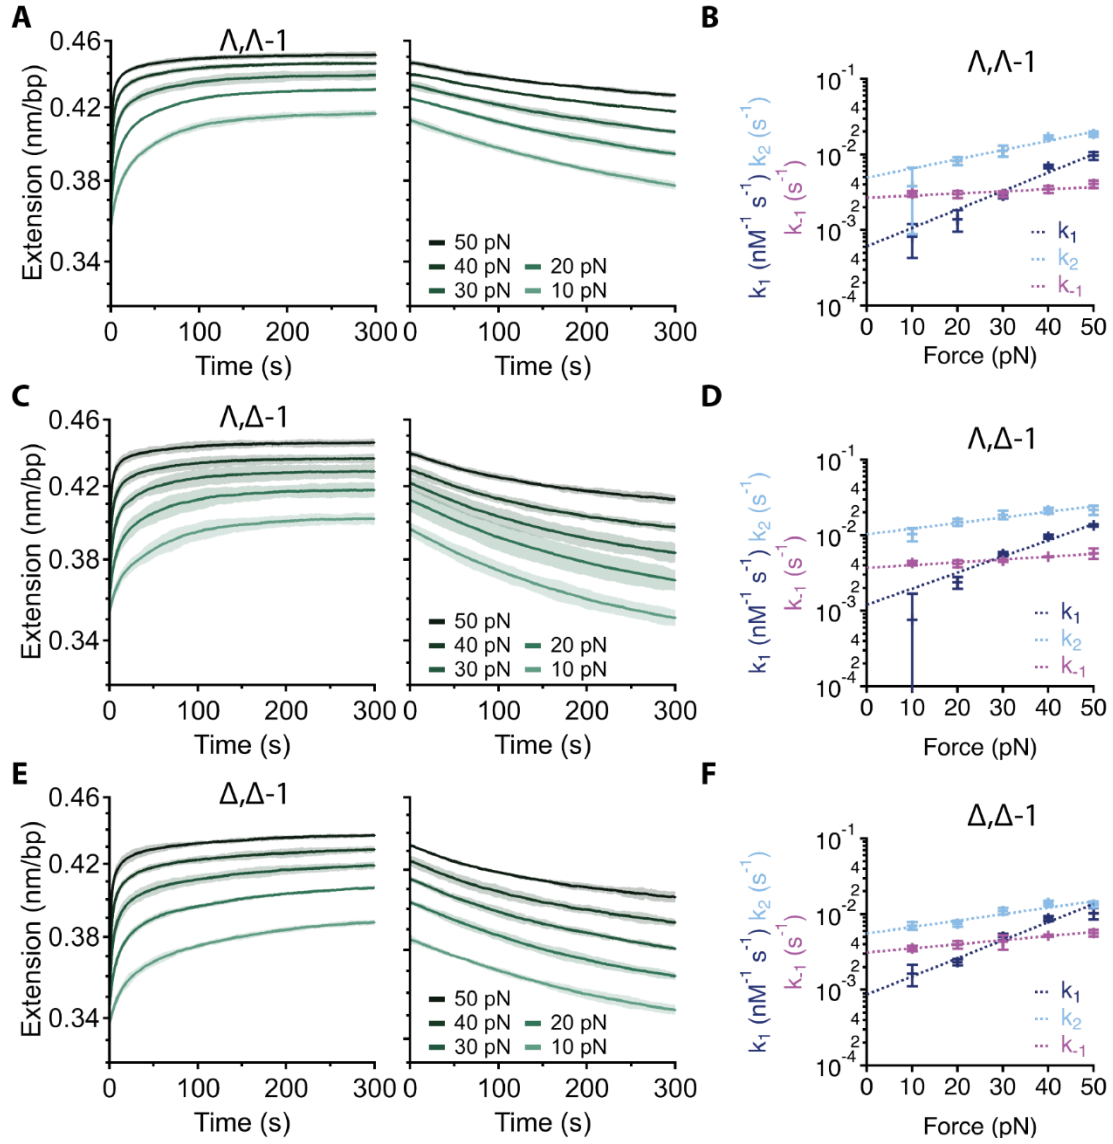 A
Λ,Λ-1
Extension (nm/bp)
0.46
0.42
0.38
0.34
50 pN
40 pN 20 pN
30 pN 10 pN
0 100 200 300 0 100 200 300
Time (s) Time (s)
B
Λ,Λ-1
k₁ (nM⁻¹ s⁻¹) k₂ (s⁻¹)
k₋₁ (s⁻¹)
10⁻¹
4
2
10⁻²
4
2
10⁻³
4
2
10⁻⁴
k₁
k₂
k₋₁
0 10 20 30 40 50
Force (pN)
C
Λ,Δ-1
Extension (nm/bp)
0.46
0.42
0.38
0.34
50 pN
40 pN 20 pN
30 pN 10 pN
0 100 200 300 0 100 200 300
Time (s) Time (s)
D
Λ,Δ-1
k₁ (nM⁻¹ s⁻¹) k₂ (s⁻¹)
k₋₁ (s⁻¹)
10⁻¹
4
2
10⁻²
4
2
10⁻³
4
2
10⁻⁴
k₁
k₂
k₋₁
0 10 20 30 40 50
Force (pN)
E
Δ,Δ-1
Extension (nm/bp)
0.46
0.42
0.38
0.34
50 pN
40 pN 20 pN
30 pN 10 pN
0 100 200 300 0 100 200 300
Time (s) Time (s)
F
Δ,Δ-1
k₁ (nM⁻¹ s⁻¹) k₂ (s⁻¹)
k₋₁ (s⁻¹)
10⁻¹
4
2
10⁻²
4
2
10⁻³
4
2
10⁻⁴
k₁
k₂
k₋₁
0 10 20 30 40 50
Force (pN)